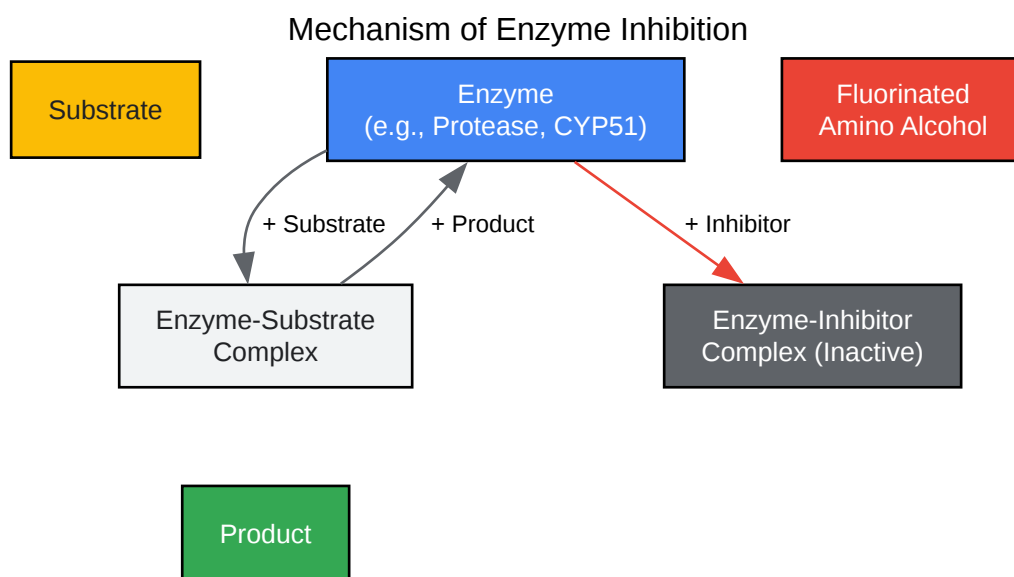 Mechanism of Enzyme Inhibition
Substrate
Enzyme
(e.g., Protease, CYP51)
Fluorinated
Amino Alcohol
+ Substrate
+ Product
+ Inhibitor
Enzyme-Substrate
Complex
Enzyme-Inhibitor
Complex (Inactive)
Product